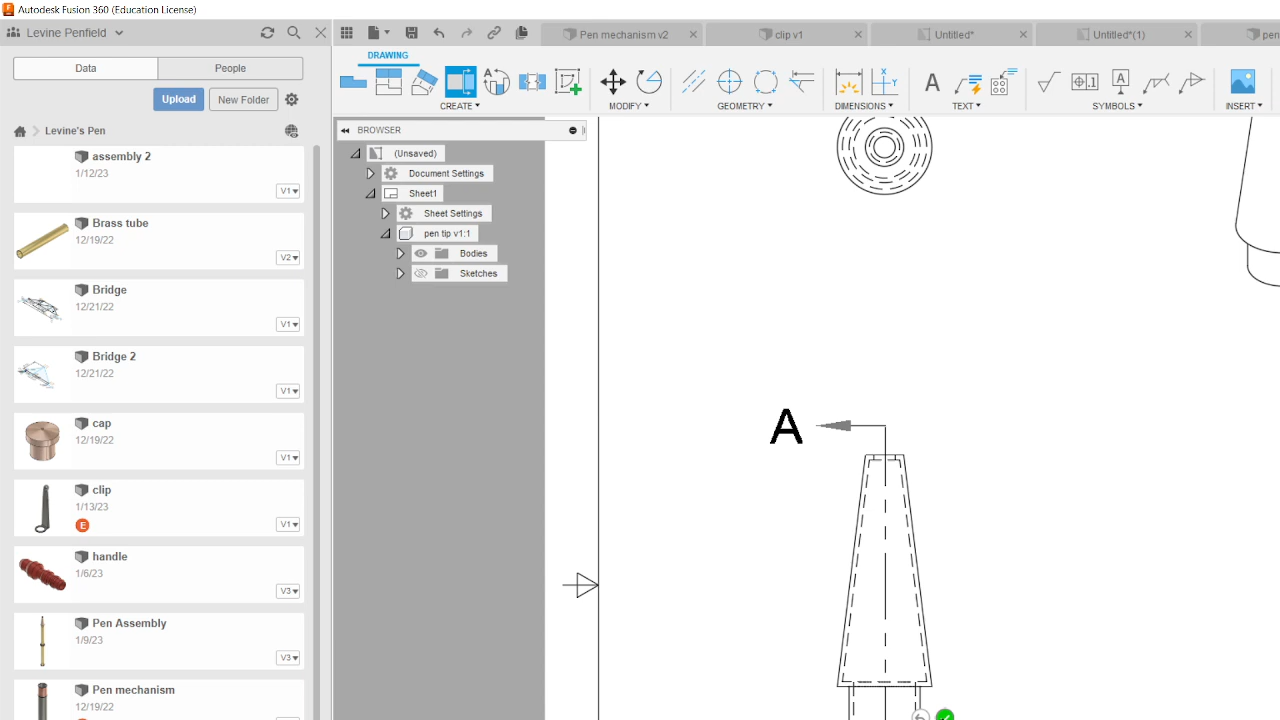 Autodesk Fusion 360 (Education License)
Levine Penfield
Pen mechanism v2
clip v1
Untitled*
Untitled*(1)
pen
DRAWING
Data
People
CREATE
MODIFY
GEOMETRY
DIMENSIONS
TEXT
SYMBOLS
INSERT
Upload
New Folder
Levine's Pen
BROWSER
(Unsaved)
Document Settings
Sheet1
Sheet Settings
pen tip v1:1
Bodies
Sketches
assembly 2
1/12/23
V1
Brass tube
12/19/22
V2
Bridge
12/21/22
V1
Bridge 2
12/21/22
V1
cap
12/19/22
V1
clip
1/13/23
E
V1
handle
1/6/23
V3
Pen Assembly
1/9/23
V3
Pen mechanism
12/19/22
A